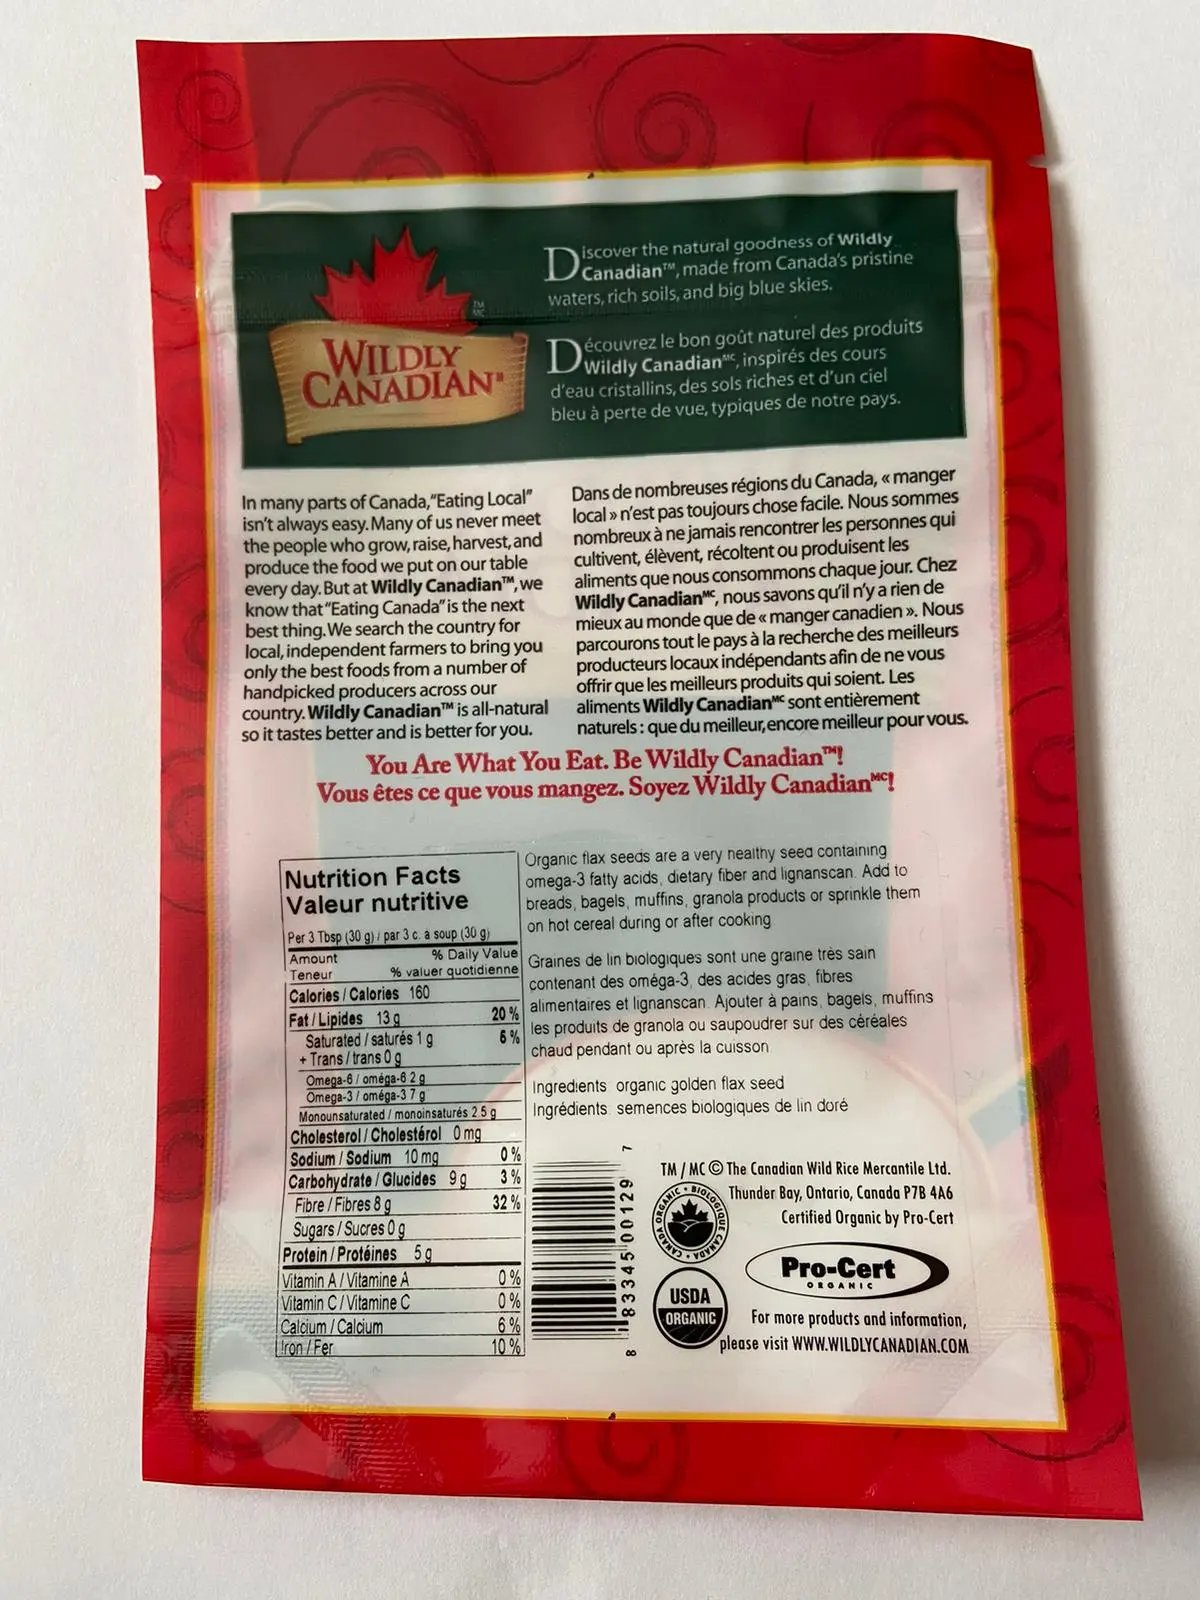 WILDLY
CANADIAN
TM
MC
Discover the natural goodness of Wildly
Canadian™, made from Canada's pristine
waters, rich soils, and big blue skies.
Découvrez le bon goût naturel des produits
Wildly Canadian MC, inspirés des cours
d'eau cristallins, des sols riches et d'un ciel
bleu à perte de vue, typiques de notre pays.
In many parts of Canada, "Eating Local"
isn't always easy. Many of us never meet
the people who grow, raise, harvest, and
produce the food we put on our table
every day. But at Wildly Canadian™, we
know that "Eating Canada" is the next
best thing. We search the country for
local, independent farmers to bring you
only the best foods from a number of
handpicked producers across our
country. Wildly Canadian™ is all-natural
so it tastes better and is better for you.
Dans de nombreuses régions du Canada, « manger
local » n'est pas toujours chose facile. Nous sommes
nombreux à ne jamais rencontrer les personnes qui
cultivent, élèvent, récoltent ou produisent les
aliments que nous consommons chaque jour. Chez
Wildly Canadian MC, nous savons qu'il n'y a rien de
mieux au monde que de « manger canadien ». Nous
parcourons tout le pays à la recherche des meilleurs
producteurs locaux indépendants afin de ne vous
offrir que les meilleurs produits qui soient. Les
aliments Wildly Canadian MC sont entièrement
naturels : que du meilleur, encore meilleur pour vous.
You Are What You Eat. Be Wildly Canadian™!
Vous êtes ce que vous mangez. Soyez Wildly Canadian MC!
Nutrition Facts
Valeur nutritive
Per 3 Tbsp (30 g) / par 3 c. à soup (30 g)
Amount % Daily Value
Teneur % valuer quotidienne
Calories / Calories 160
Fat / Lipides 13 g 20 %
Saturated / saturés 1 g 6 %
+ Trans / trans 0 g
Omega-6 / oméga-6 2 g
Omega-3 / oméga-3 7 g
Monounsaturated / monoinsaturés 2.5 g
Cholesterol / Cholestérol 0 mg
Sodium / Sodium 10 mg 0 %
Carbohydrate / Glucides 9 g 3 %
Fibre / Fibres 8 g 32 %
Sugars / Sucres 0 g
Protein / Protéines 5 g
Vitamin A / Vitamine A 0 %
Vitamin C / Vitamine C 0 %
Calcium / Calcium 6 %
Iron / Fer 10 %
Organic flax seeds are a very healthy seed containing
omega-3 fatty acids, dietary fiber and lignanscan. Add to
breads, bagels, muffins, granola products or sprinkle them
on hot cereal during or after cooking
Graines de lin biologiques sont une graine très sain
contenant des oméga-3, des acides gras, fibres
alimentaires et lignanscan. Ajouter à pains, bagels, muffins
les produits de granola ou saupoudrer sur des céréales
chaud pendant ou après la cuisson
Ingredients organic golden flax seed
Ingrédients semences biologiques de lin doré
8 83345 00129 7
TM / MC © The Canadian Wild Rice Mercantile Ltd.
Thunder Bay, Ontario, Canada P7B 4A6
Certified Organic by Pro-Cert
CANADA ORGANIC • BIOLOGIQUE CANADA •
Pro-Cert
ORGANIC
USDA
ORGANIC
For more products and information,
please visit WWW.WILDLYCANADIAN.COM